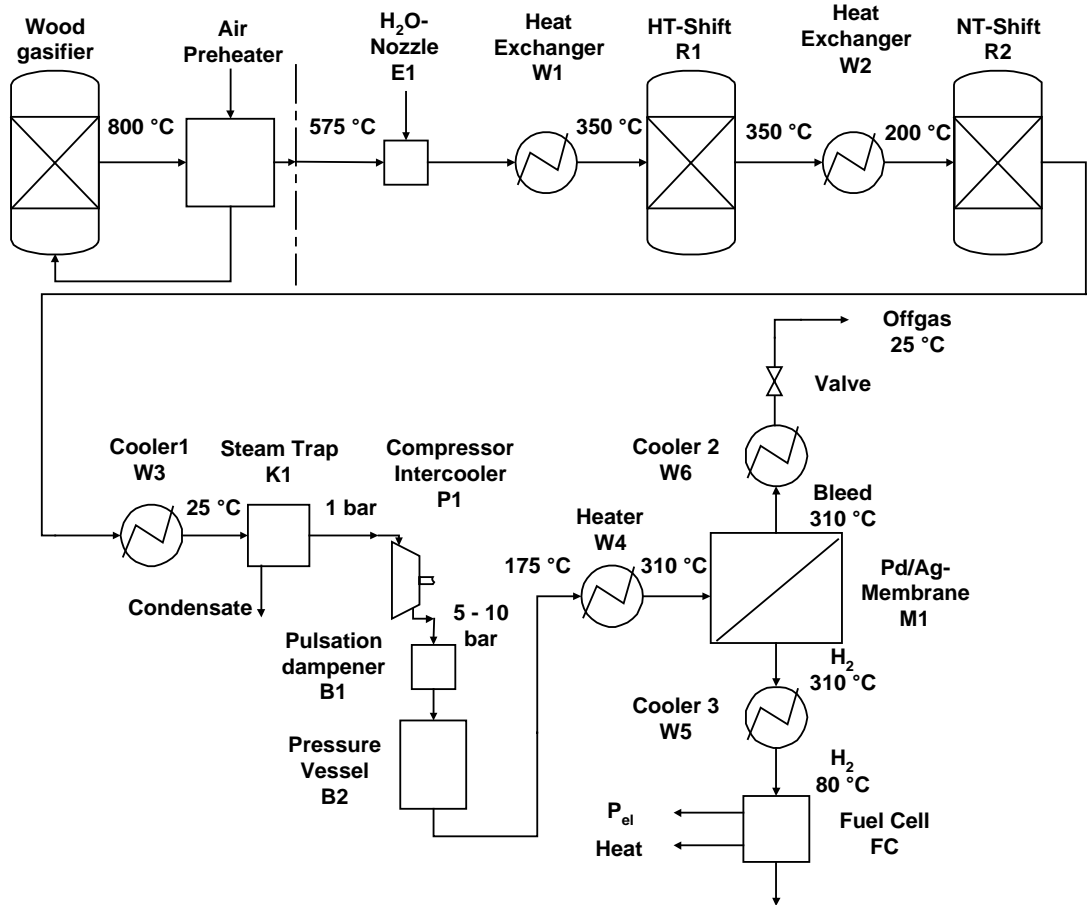 Wood
gasifier
Air
Preheater
H₂O-
Nozzle
E1
Heat
Exchanger
W1
HT-Shift
R1
Heat
Exchanger
W2
NT-Shift
R2
800 °C
575 °C
350 °C
350 °C
200 °C
Offgas
25 °C
Valve
Cooler1
W3
Steam Trap
K1
Compressor
Intercooler
P1
Cooler 2
W6
25 °C
1 bar
Heater
W4
Bleed
310 °C
175 °C
310 °C
Pd/Ag-
Membrane
M1
Condensate
5 - 10
bar
Pulsation
dampener
B1
H₂
310 °C
Cooler 3
W5
Pressure
Vessel
B2
H₂
80 °C
Pel
Heat
Fuel Cell
FC